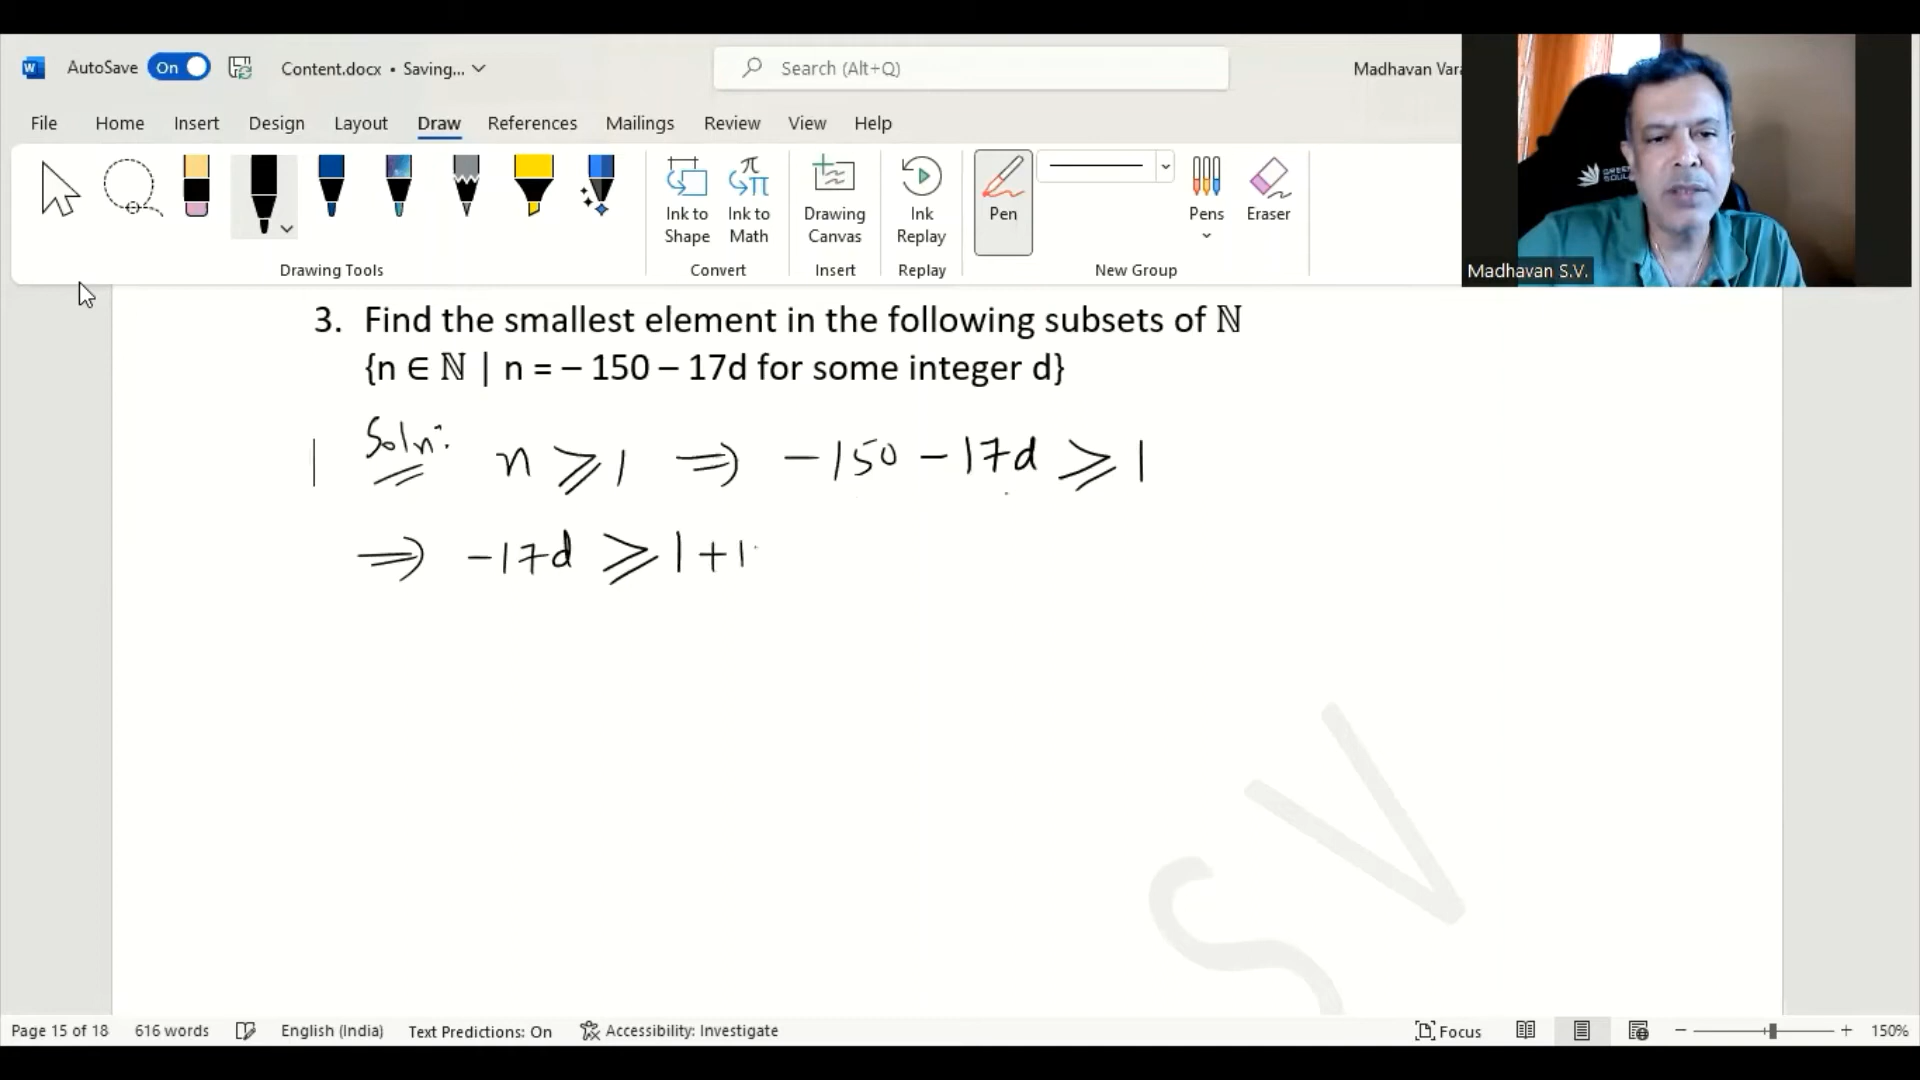 AutoSave On Content.docx • Saving... Search (Alt+Q) Madhavan Vara
File Home Insert Design Layout Draw References Mailings Review View Help
Ink to Shape
Ink to Math
Drawing Canvas
Ink Replay
Pen
Pens
Eraser
Drawing Tools Convert Insert Replay New Group
Madhavan S.V.
3. Find the smallest element in the following subsets of ℕ
{n ∈ ℕ | n = – 150 – 17d for some integer d}
Soln: n ⩾ 1 ⇒ -150 - 17d ⩾ 1
⇒ -17d ⩾ 1 + 1
SV
Page 15 of 18 616 words English (India) Text Predictions: On Accessibility: Investigate Focus 150%